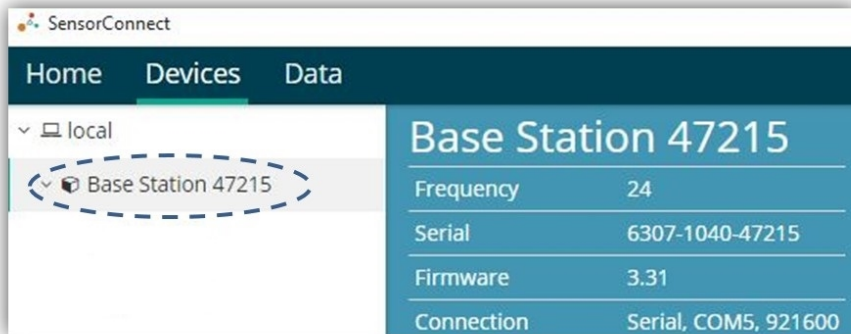 SensorConnect
Home Devices Data
local
Base Station 47215
Base Station 47215
Frequency 24
Serial 6307-1040-47215
Firmware 3.31
Connection Serial, COM5, 921600